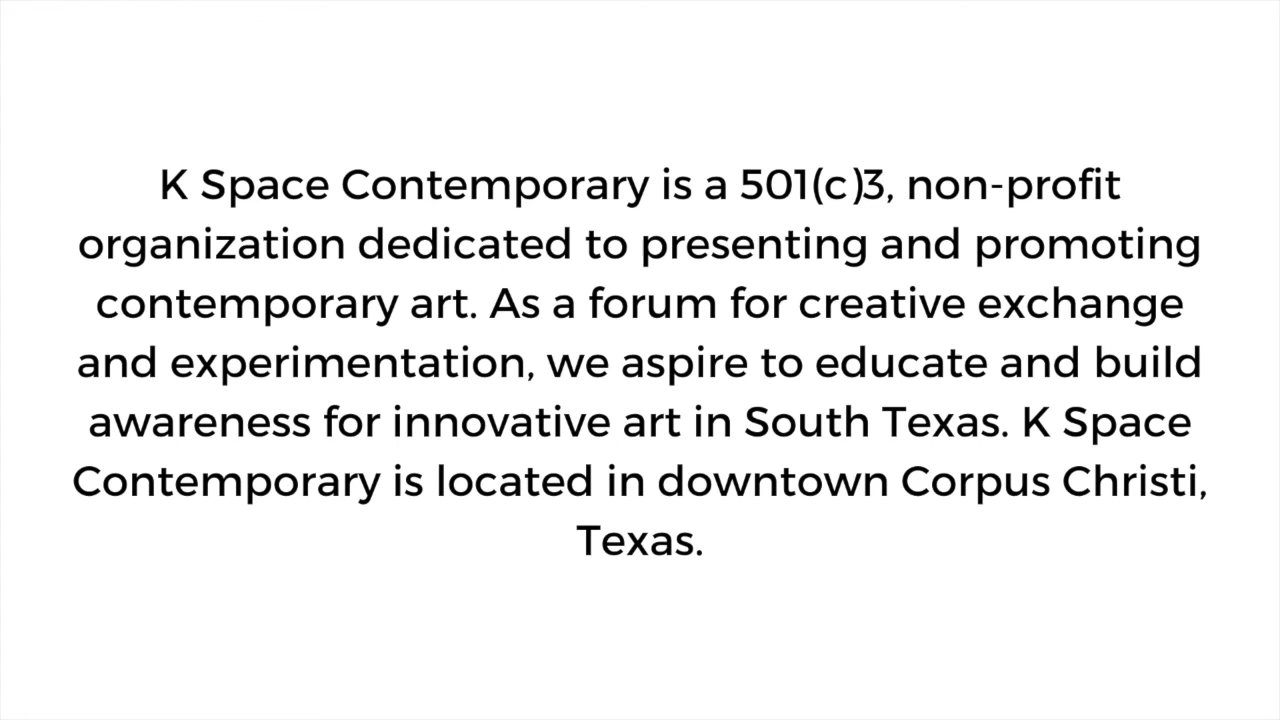 K Space Contemporary is a 501(c)3, non-profit
organization dedicated to presenting and promoting
contemporary art. As a forum for creative exchange
and experimentation, we aspire to educate and build
awareness for innovative art in South Texas. K Space
Contemporary is located in downtown Corpus Christi,
Texas.